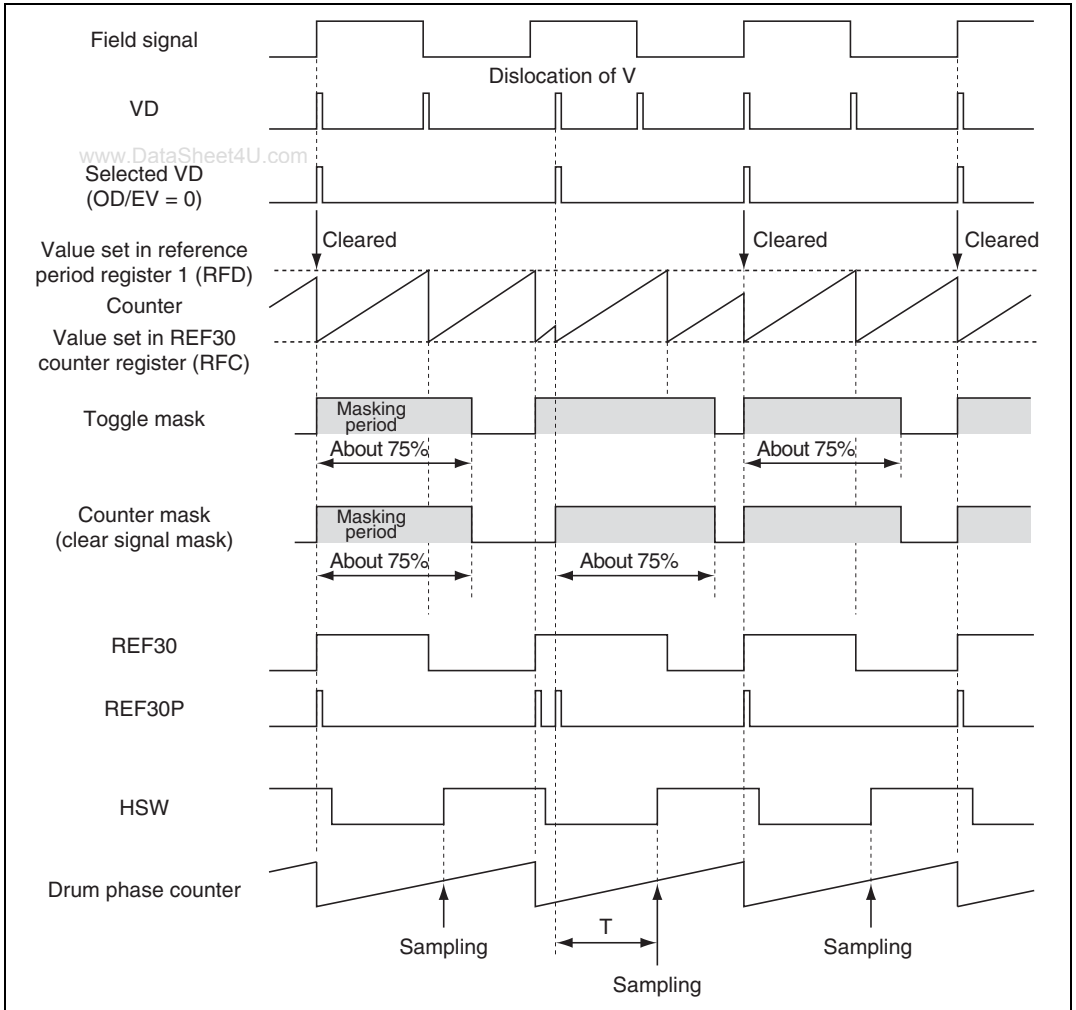 Field signal
Dislocation of V
VD
www.DataSheet4U.com
Selected VD
(OD/EV = 0)
Cleared
Cleared
Cleared
Value set in reference
period register 1 (RFD)
Counter
Value set in REF30
counter register (RFC)
Toggle mask
Masking
period
About 75%
About 75%
Counter mask
(clear signal mask)
Masking
period
About 75%
About 75%
REF30
REF30P
HSW
Drum phase counter
T
Sampling
Sampling
Sampling